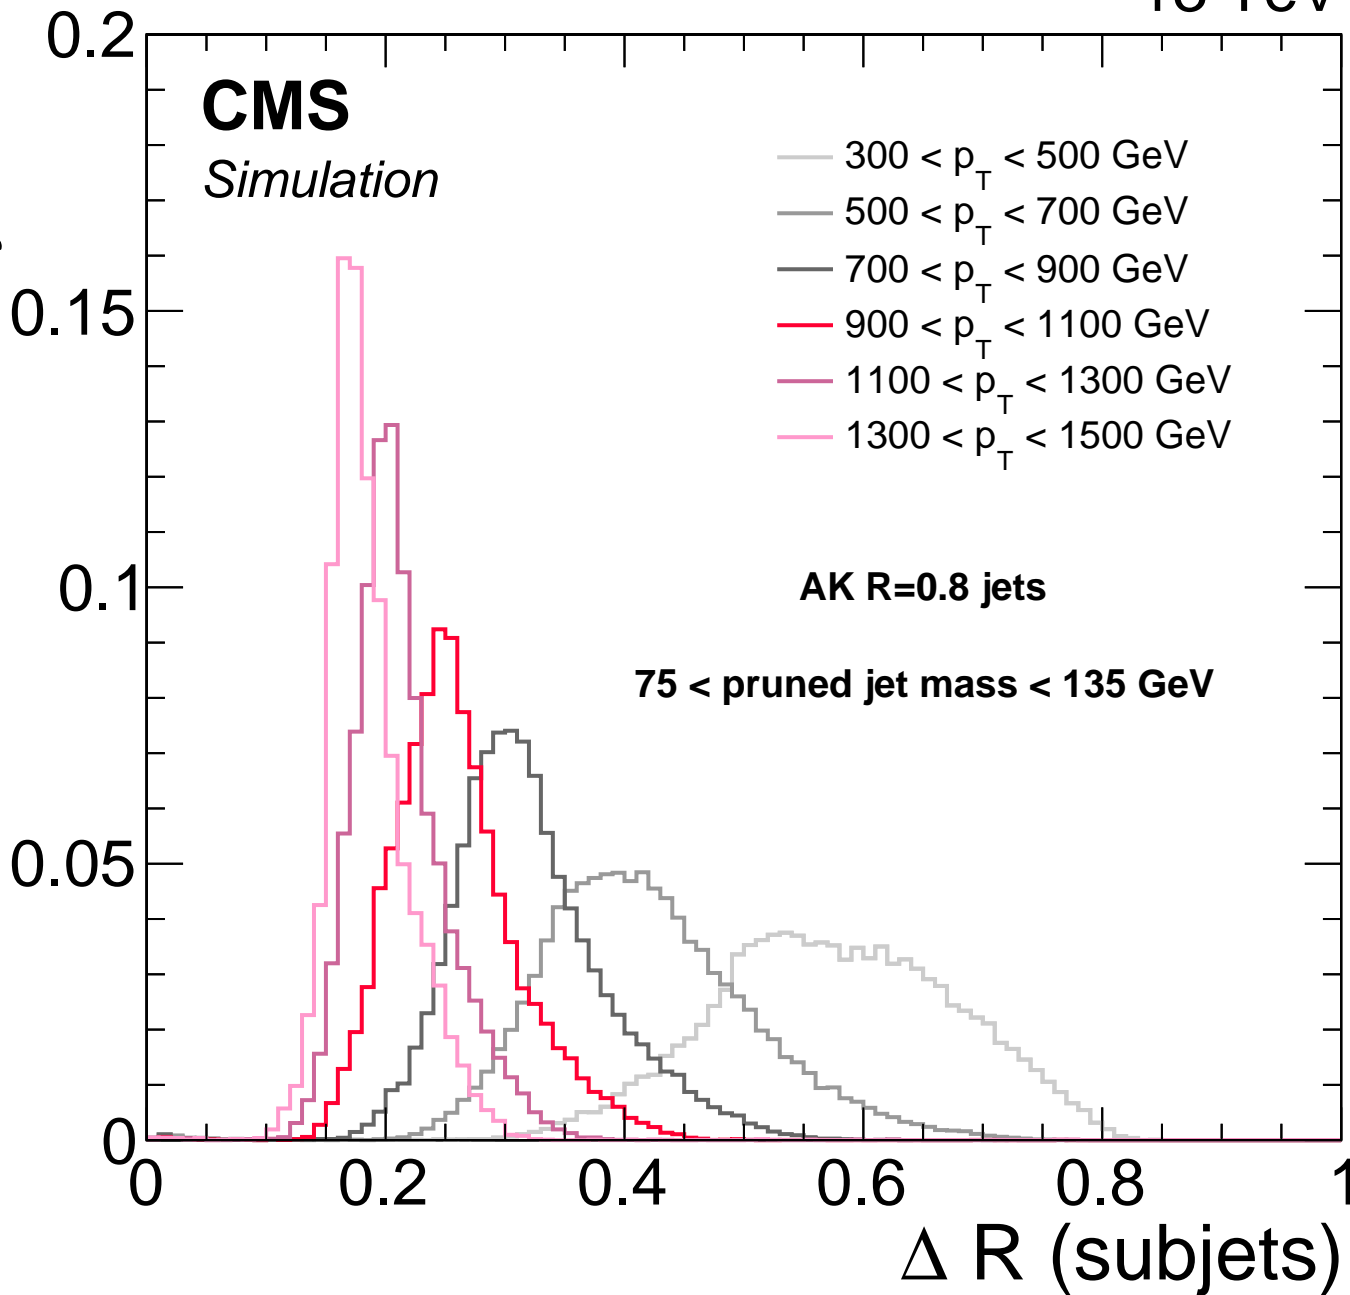 0.2
CMS
Simulation
300 < p_T < 500 GeV
500 < p_T < 700 GeV
700 < p_T < 900 GeV
900 < p_T < 1100 GeV
1100 < p_T < 1300 GeV
1300 < p_T < 1500 GeV
0.15
0.1
AK R=0.8 jets
75 < pruned jet mass < 135 GeV
0.05
0
0 0.2 0.4 0.6 0.8 1
Δ R (subjets)